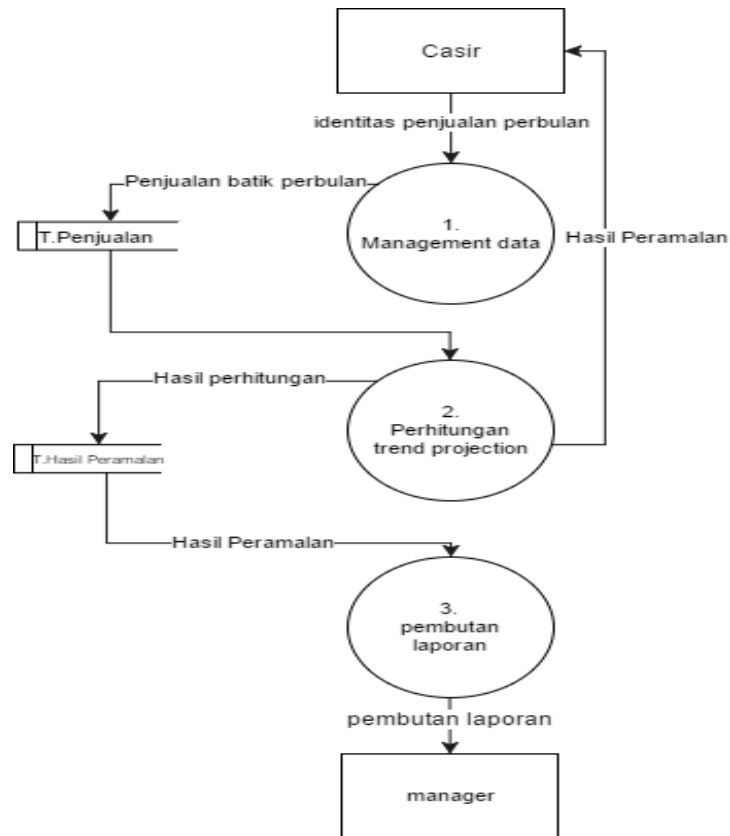 Casir
identitas penjualan perbulan
Penjualan batik perbulan
1.
Management data
T.Penjualan
Hasil Peramalan
Hasil perhitungan
2.
Perhitungan
trend projection
T.Hasil Peramalan
Hasil Peramalan
3.
pembutan
laporan
pembutan laporan
manager